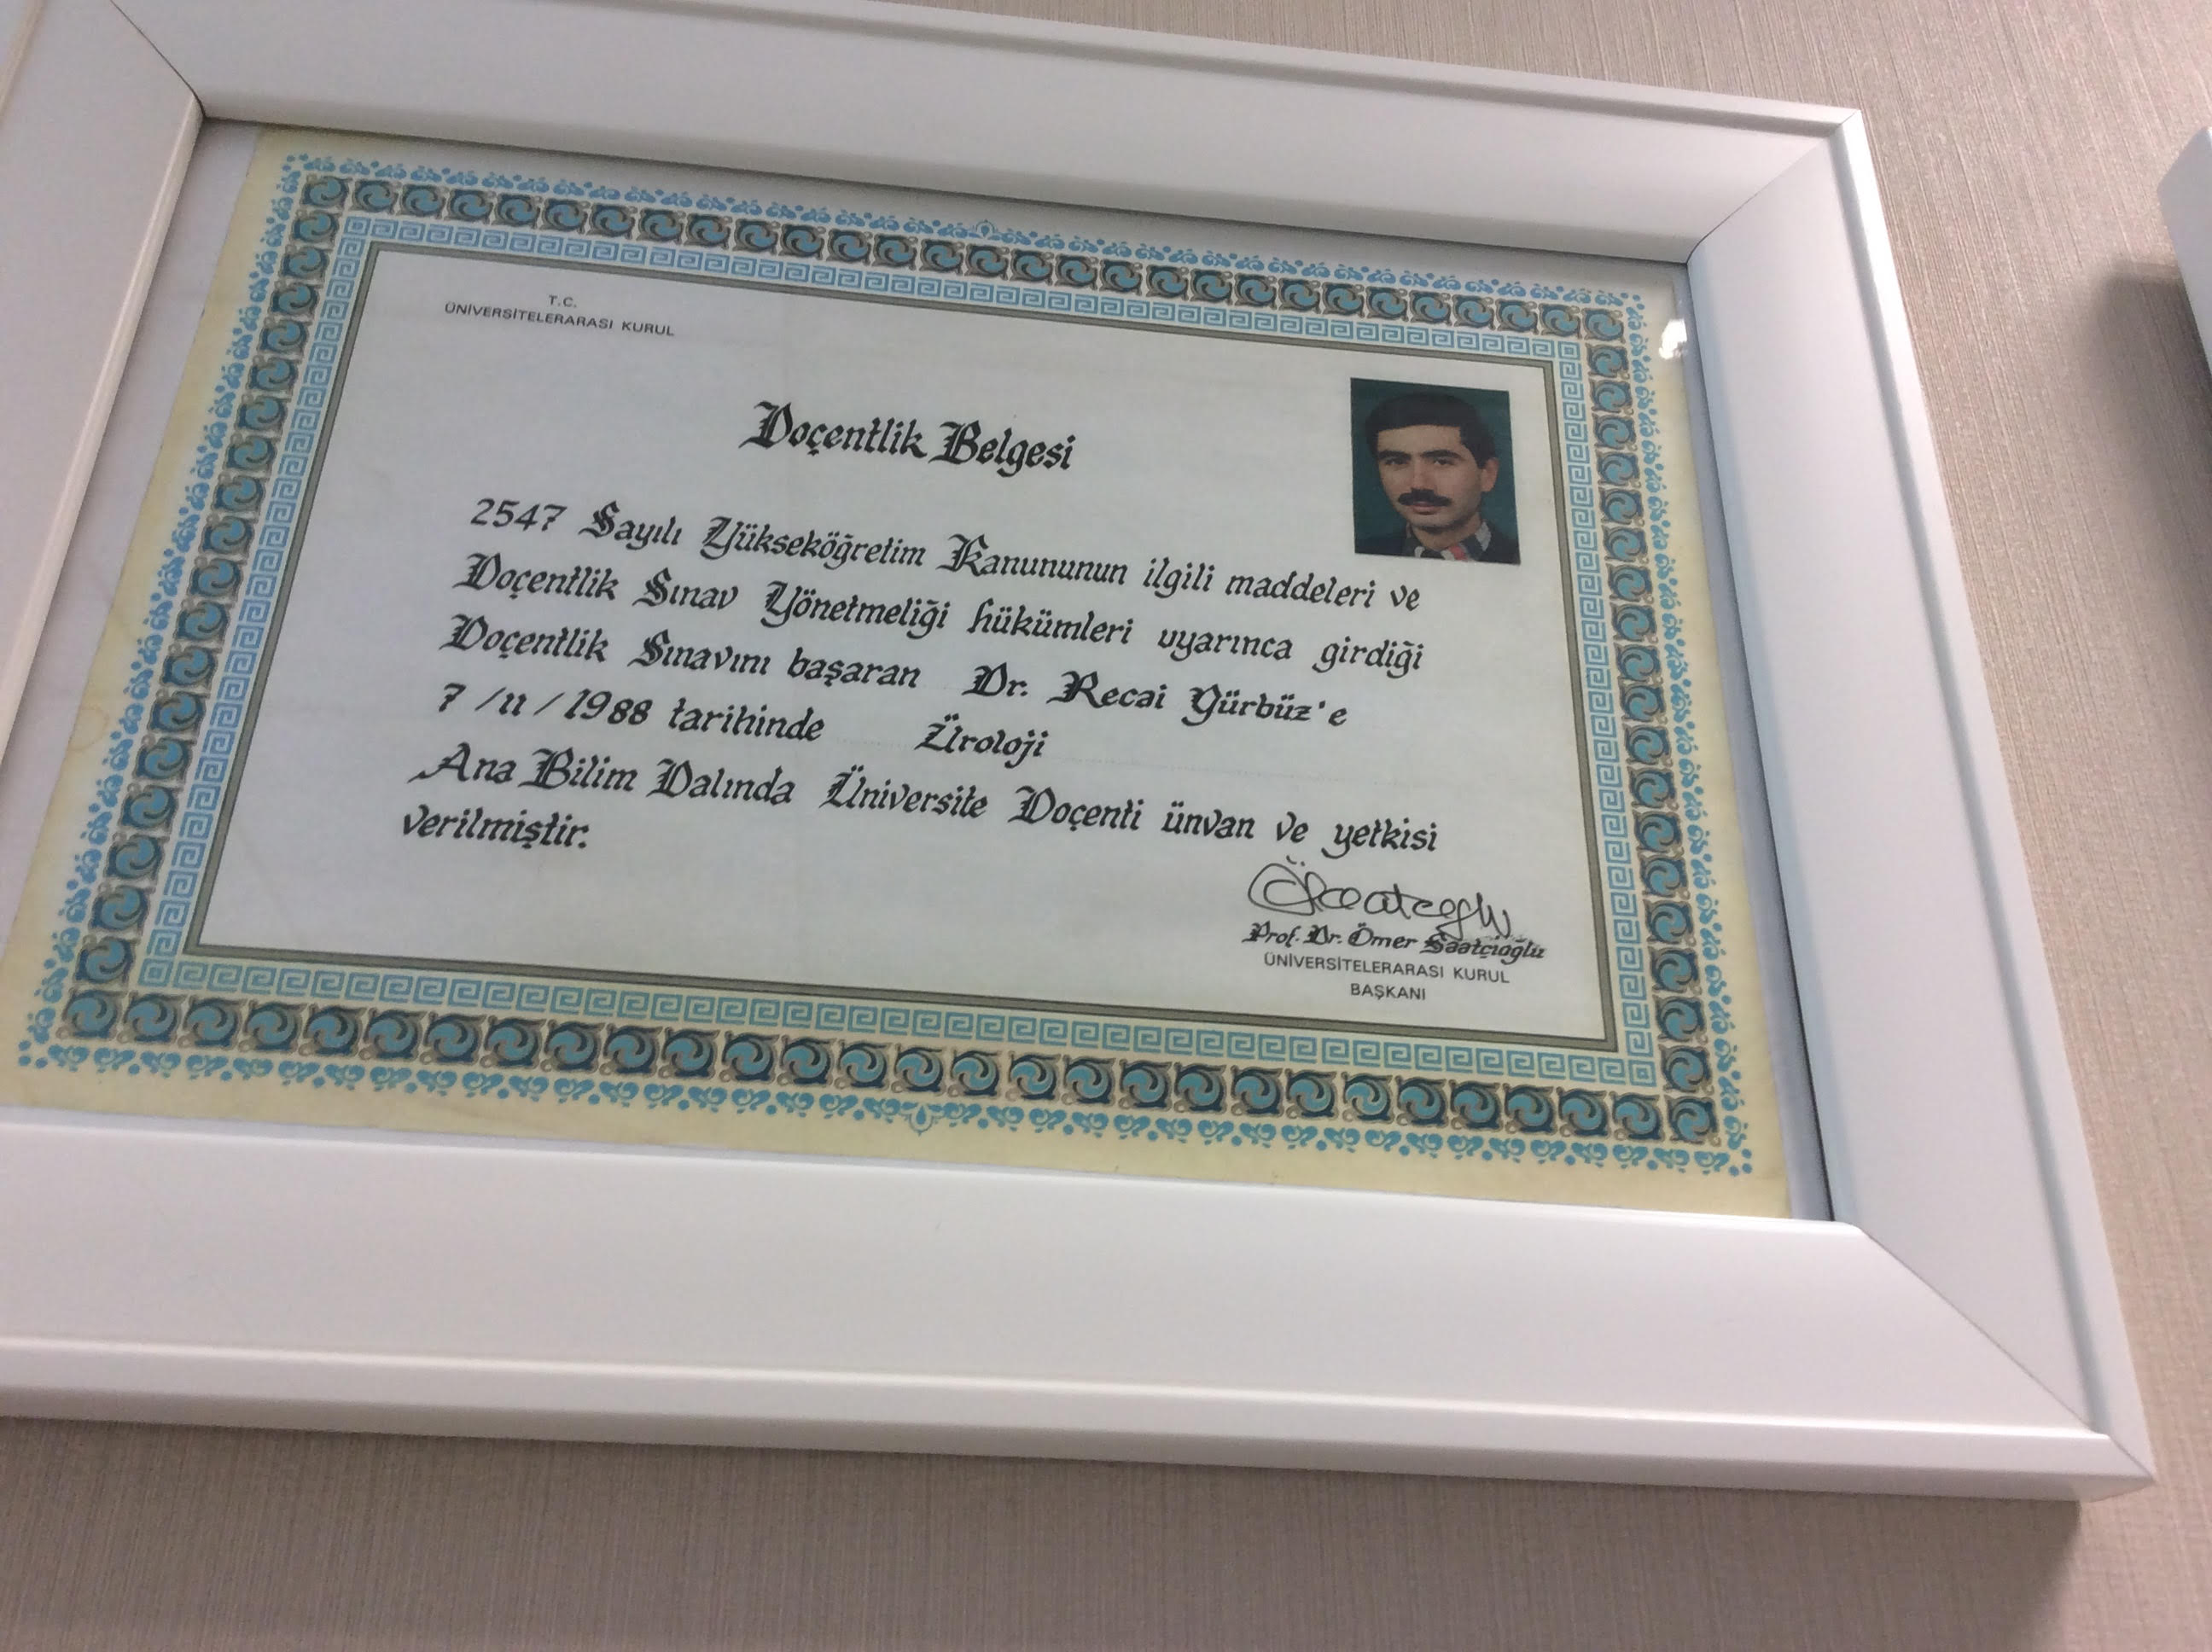 T.C.
ÜNİVERSİTELERARASI KURUL
Doçentlik Belgesi
2547 Sayılı Yükseköğretim Kanununun ilgili maddeleri ve
Doçentlik Sınav Yönetmeliği hükümleri uyarınca girdiği
Doçentlik Sınavını başaran Dr. Recai Gürbüz'e
7/11/1988 tarihinde Üroloji
Ana Bilim Dalında Üniversite Doçenti ünvan ve yetkisi
verilmiştir.
Prof. Dr. Ömer Saatçioğlu
ÜNİVERSİTELERARASI KURUL
BAŞKANI